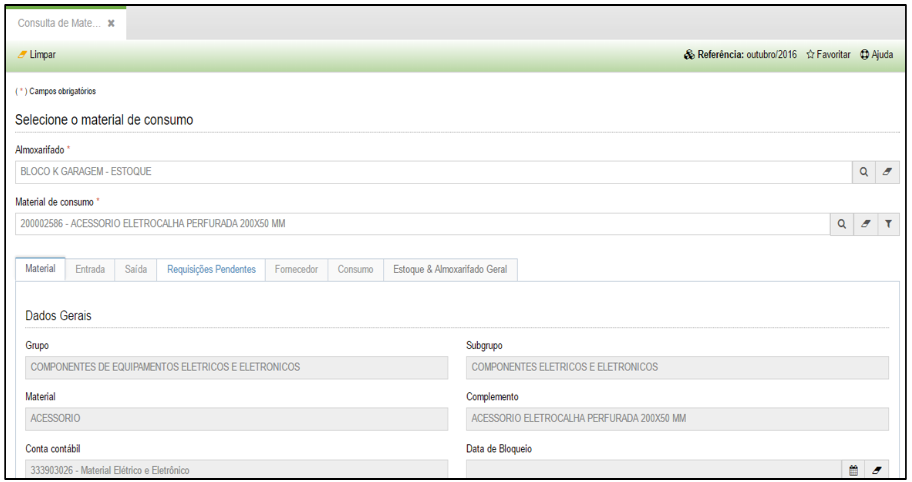 Consulta de Mate... ✖
Limpar Referência: outubro/2016 Favoritar Ajuda
( * ) Campos obrigatórios
Selecione o material de consumo
Almoxarifado *
BLOCO K GARAGEM - ESTOQUE
Material de consumo *
200002586 - ACESSORIO ELETROCALHA PERFURADA 200X50 MM
Material Entrada Saída Requisições Pendentes Fornecedor Consumo Estoque & Almoxarifado Geral
Dados Gerais
Grupo Subgrupo
COMPONENTES DE EQUIPAMENTOS ELETRICOS E ELETRONICOS COMPONENTES ELETRICOS E ELETRONICOS
Material Complemento
ACESSORIO ACESSORIO ELETROCALHA PERFURADA 200X50 MM
Conta contábil Data de Bloqueio
333903026 - Material Elétrico e Eletrônico